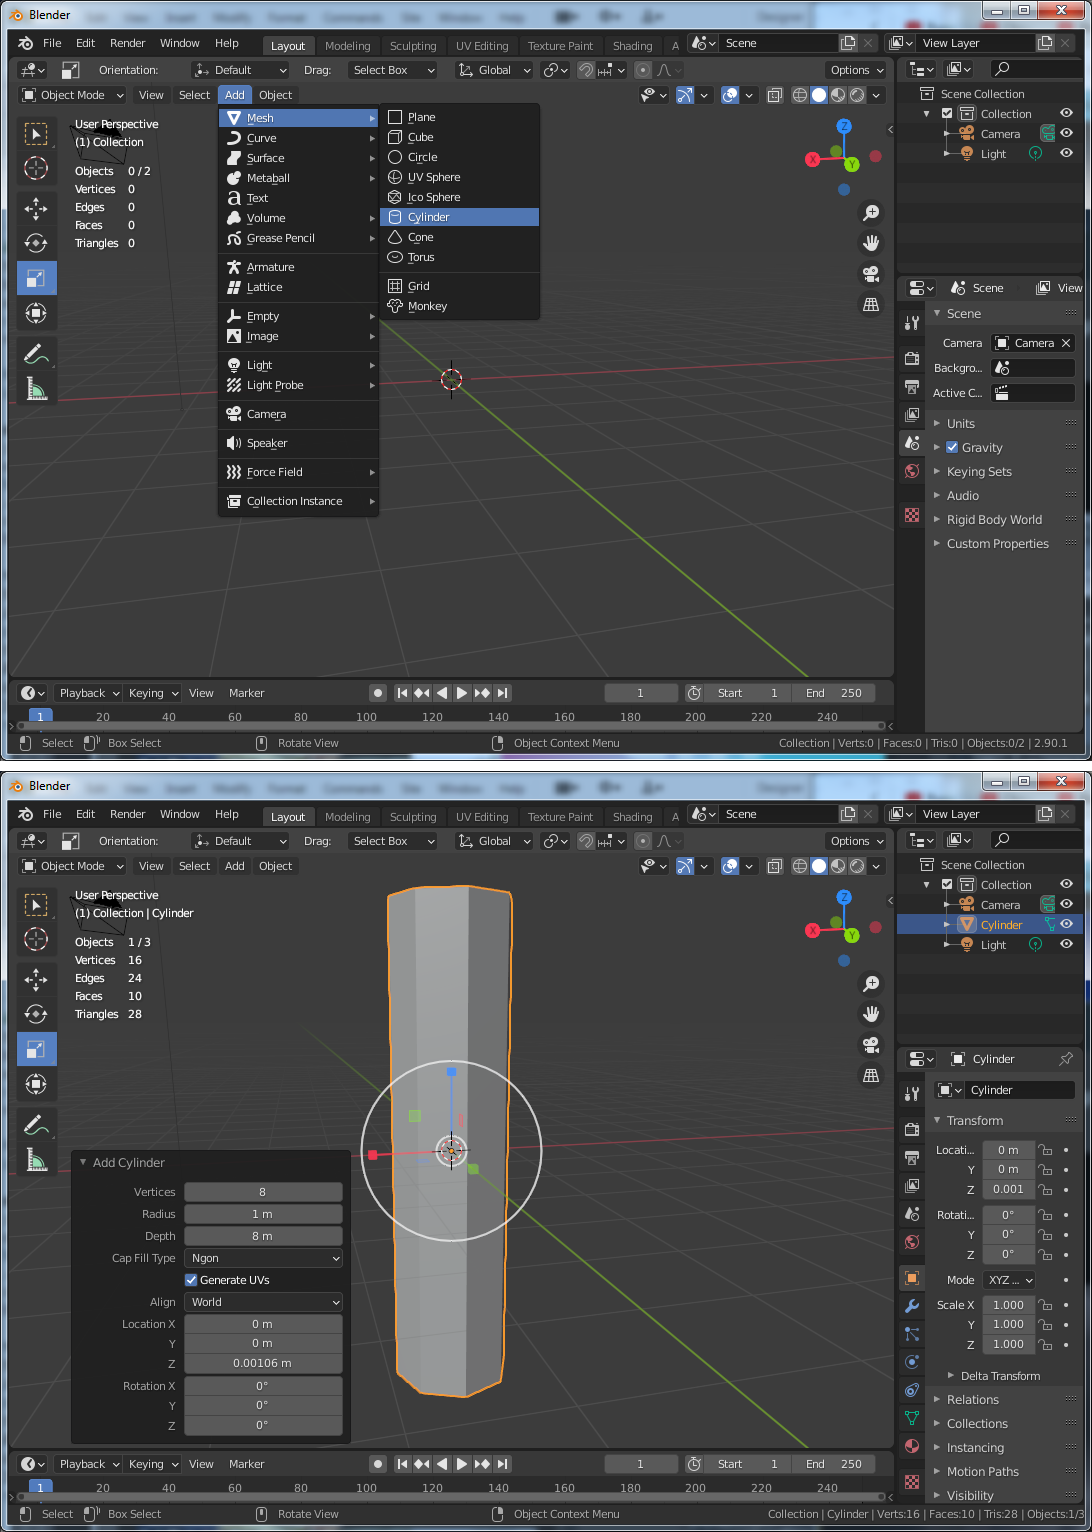 Blender
File Edit Render Window Help Layout Modeling Sculpting UV Editing Texture Paint Shading A Scene View Layer
Orientation: Default Drag: Select Box Global Options
Object Mode View Select Add Object
Scene Collection
Collection
Camera
Light
User Perspective
(1) Collection
Objects 0/2
Vertices 0
Edges 0
Faces 0
Triangles 0
Mesh
Curve
Surface
Metaball
Text
Volume
Grease Pencil
Armature
Lattice
Empty
Image
Light
Light Probe
Camera
Speaker
Force Field
Collection Instance
Plane
Cube
Circle
UV Sphere
Ico Sphere
Cylinder
Cone
Torus
Grid
Monkey
Z
X
Y
Scene View
Scene
Camera Camera
Backgro...
Active C...
Units
Gravity
Keying Sets
Audio
Rigid Body World
Custom Properties
Playback Keying View Marker 1 Start 1 End 250
1 20 40 60 80 100 120 140 160 180 200 220 240
Select Box Select Rotate View Object Context Menu Collection | Verts:0 | Faces:0 | Tris:0 | Objects:0/2 | 2.90.1
Blender
File Edit Render Window Help Layout Modeling Sculpting UV Editing Texture Paint Shading A Scene View Layer
Orientation: Default Drag: Select Box Global Options
Object Mode View Select Add Object
Scene Collection
Collection
Camera
Cylinder
Light
User Perspective
(1) Collection | Cylinder
Objects 1/3
Vertices 16
Edges 24
Faces 10
Triangles 28
Z
X
Y
Add Cylinder
Vertices 8
Radius 1 m
Depth 8 m
Cap Fill Type Ngon
Generate UVs
Align World
Location X 0 m
Y 0 m
Z 0.00106 m
Rotation X 0°
Y 0°
Z 0°
Cylinder
Cylinder
Transform
Locati... 0 m
Y 0 m
Z 0.001
Rotati... 0°
Y 0°
Z 0°
Mode XYZ ...
Scale X 1.000
Y 1.000
Z 1.000
Delta Transform
Relations
Collections
Instancing
Motion Paths
Visibility
Playback Keying View Marker 1 Start 1 End 250
1 20 40 60 80 100 120 140 160 180 200 220 240
Select Box Select Rotate View Object Context Menu Collection | Cylinder | Verts:16 | Faces:10 | Tris:28 | Objects:1/3